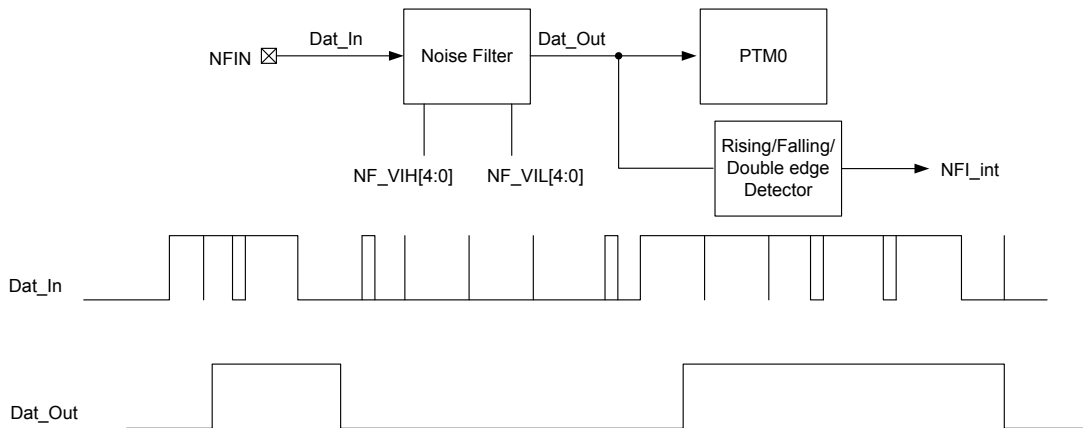 Dat_In
Dat_Out
NFIN
Noise Filter
PTM0
NF_VIH[4:0]
NF_VIL[4:0]
Rising/Falling/
Double edge
Detector
NFI_int
Dat_In
Dat_Out